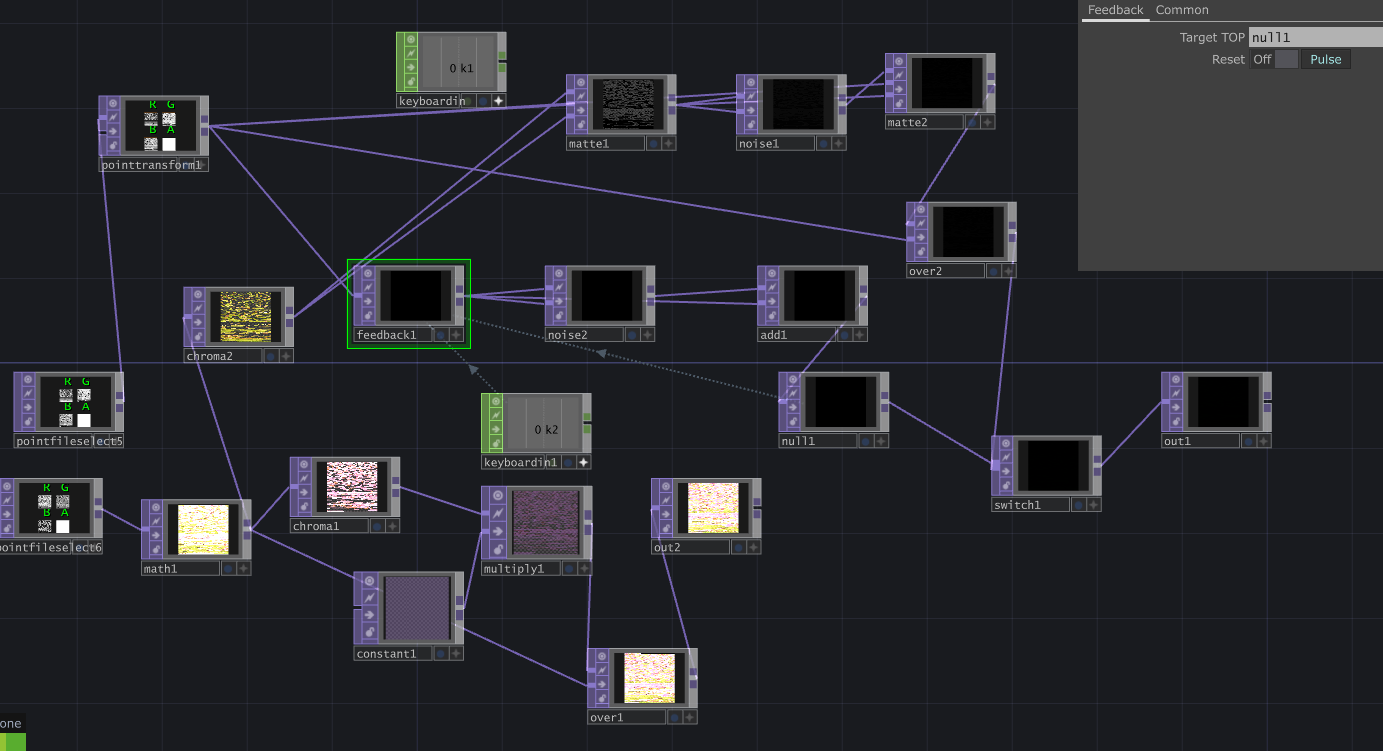 Feedback Common
Target TOP null1
Reset Off Pulse
0 k1
keyboardin
R G
B A
pointtransform1
matte1
noise1
matte2
over2
chroma2
feedback1
noise2
add1
R G
B A
pointfileselect5
0 k2
keyboardin1
null1
out1
switch1
R G
B A
pointfileselect6
math1
chroma1
multiply1
out2
constant1
over1
one